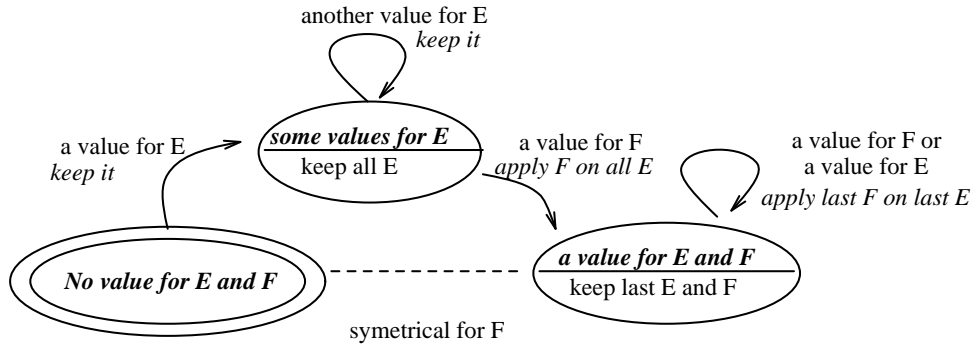 another value for E
keep it
a value for E
keep it
some values for E
keep all E
a value for F
apply F on all E
a value for F or
a value for E
apply last F on last E
No value for E and F
a value for E and F
keep last E and F
symetrical for F